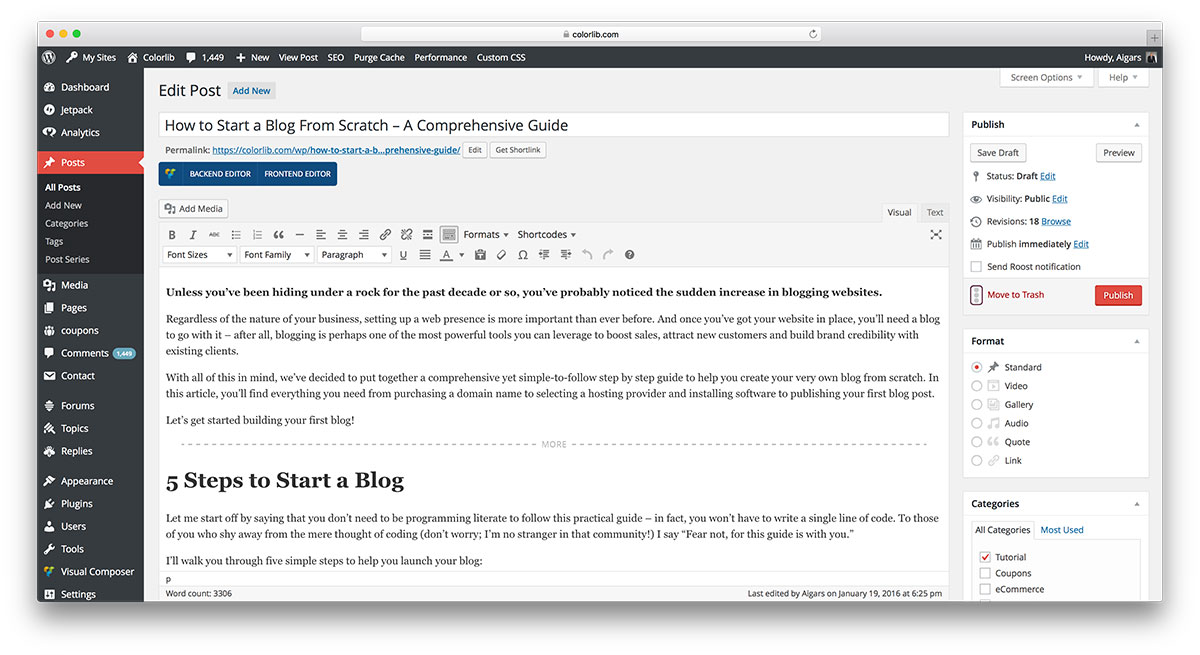 colorlib.com
My Sites Colorlib 1,449 New View Post SEO Purge Cache Performance Custom CSS Howdy, Aigars
Dashboard
Jetpack
Analytics
Posts
All Posts
Add New
Categories
Tags
Post Series
Media
Pages
coupons
Comments 1,449
Contact
Forums
Topics
Replies
Appearance
Plugins
Users
Tools
Visual Composer
Settings
Screen Options Help
Edit Post Add New
How to Start a Blog From Scratch – A Comprehensive Guide
Permalink: https://colorlib.com/wp/how-to-start-a-b...prehensive-guide/ Edit Get Shortlink
BACKEND EDITOR FRONTEND EDITOR
Add Media
Visual Text
B I ABC Formats Shortcodes
Font Sizes Font Family Paragraph U A Ω
Unless you’ve been hiding under a rock for the past decade or so, you’ve probably noticed the sudden increase in blogging websites.
Regardless of the nature of your business, setting up a web presence is more important than ever before. And once you’ve got your website in place, you’ll need a blog
to go with it – after all, blogging is perhaps one of the most powerful tools you can leverage to boost sales, attract new customers and build brand credibility with
existing clients.
With all of this in mind, we’ve decided to put together a comprehensive yet simple-to-follow step by step guide to help you create your very own blog from scratch. In
this article, you’ll find everything you need from purchasing a domain name to selecting a hosting provider and installing software to publishing your first blog post.
Let’s get started building your first blog!
MORE
5 Steps to Start a Blog
Let me start off by saying that you don’t need to be programming literate to follow this practical guide – in fact, you won’t have to write a single line of code. To those
of you who shy away from the mere thought of coding (don’t worry; I’m no stranger in that community!) I say “Fear not, for this guide is with you.”
I’ll walk you through five simple steps to help you launch your blog:
p
Word count: 3306 Last edited by Aigars on January 19, 2016 at 6:25 pm
Publish
Save Draft Preview
Status: Draft Edit
Visibility: Public Edit
Revisions: 18 Browse
Publish immediately Edit
Send Roost notification
Move to Trash Publish
Format
Standard
Video
Gallery
Audio
Quote
Link
Categories
All Categories Most Used
Tutorial
Coupons
eCommerce